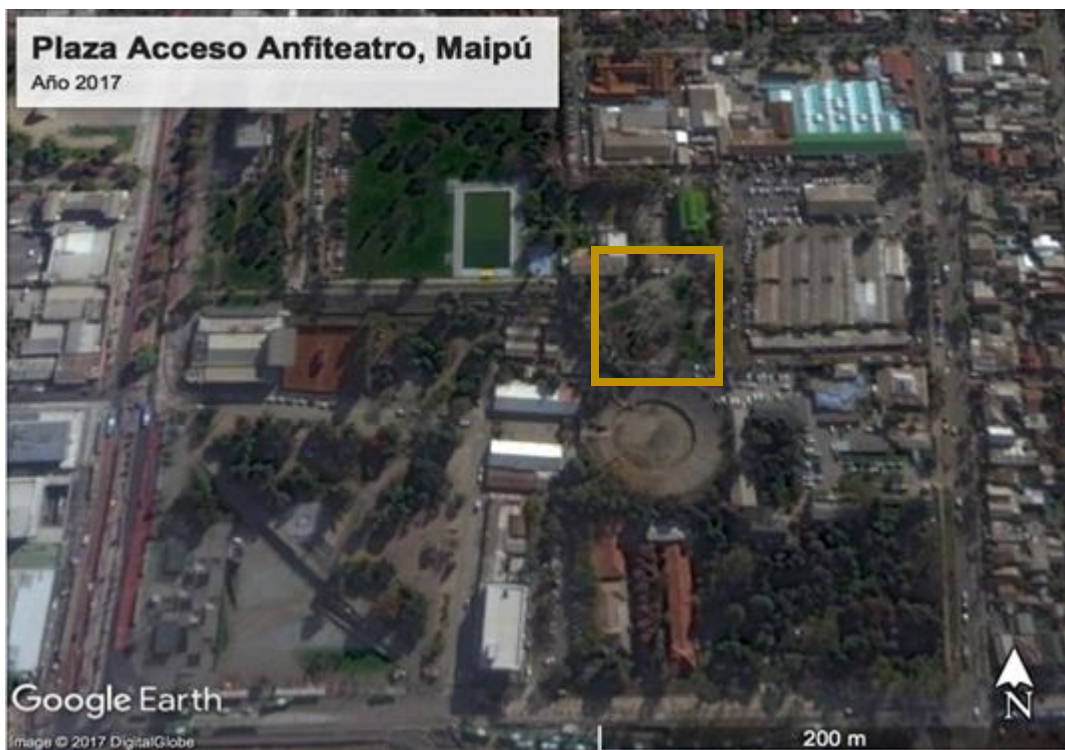 Plaza Acceso Anfiteatro, Maipú
Año 2017
N
Google Earth
Image © 2017 DigitalGlobe
200 m